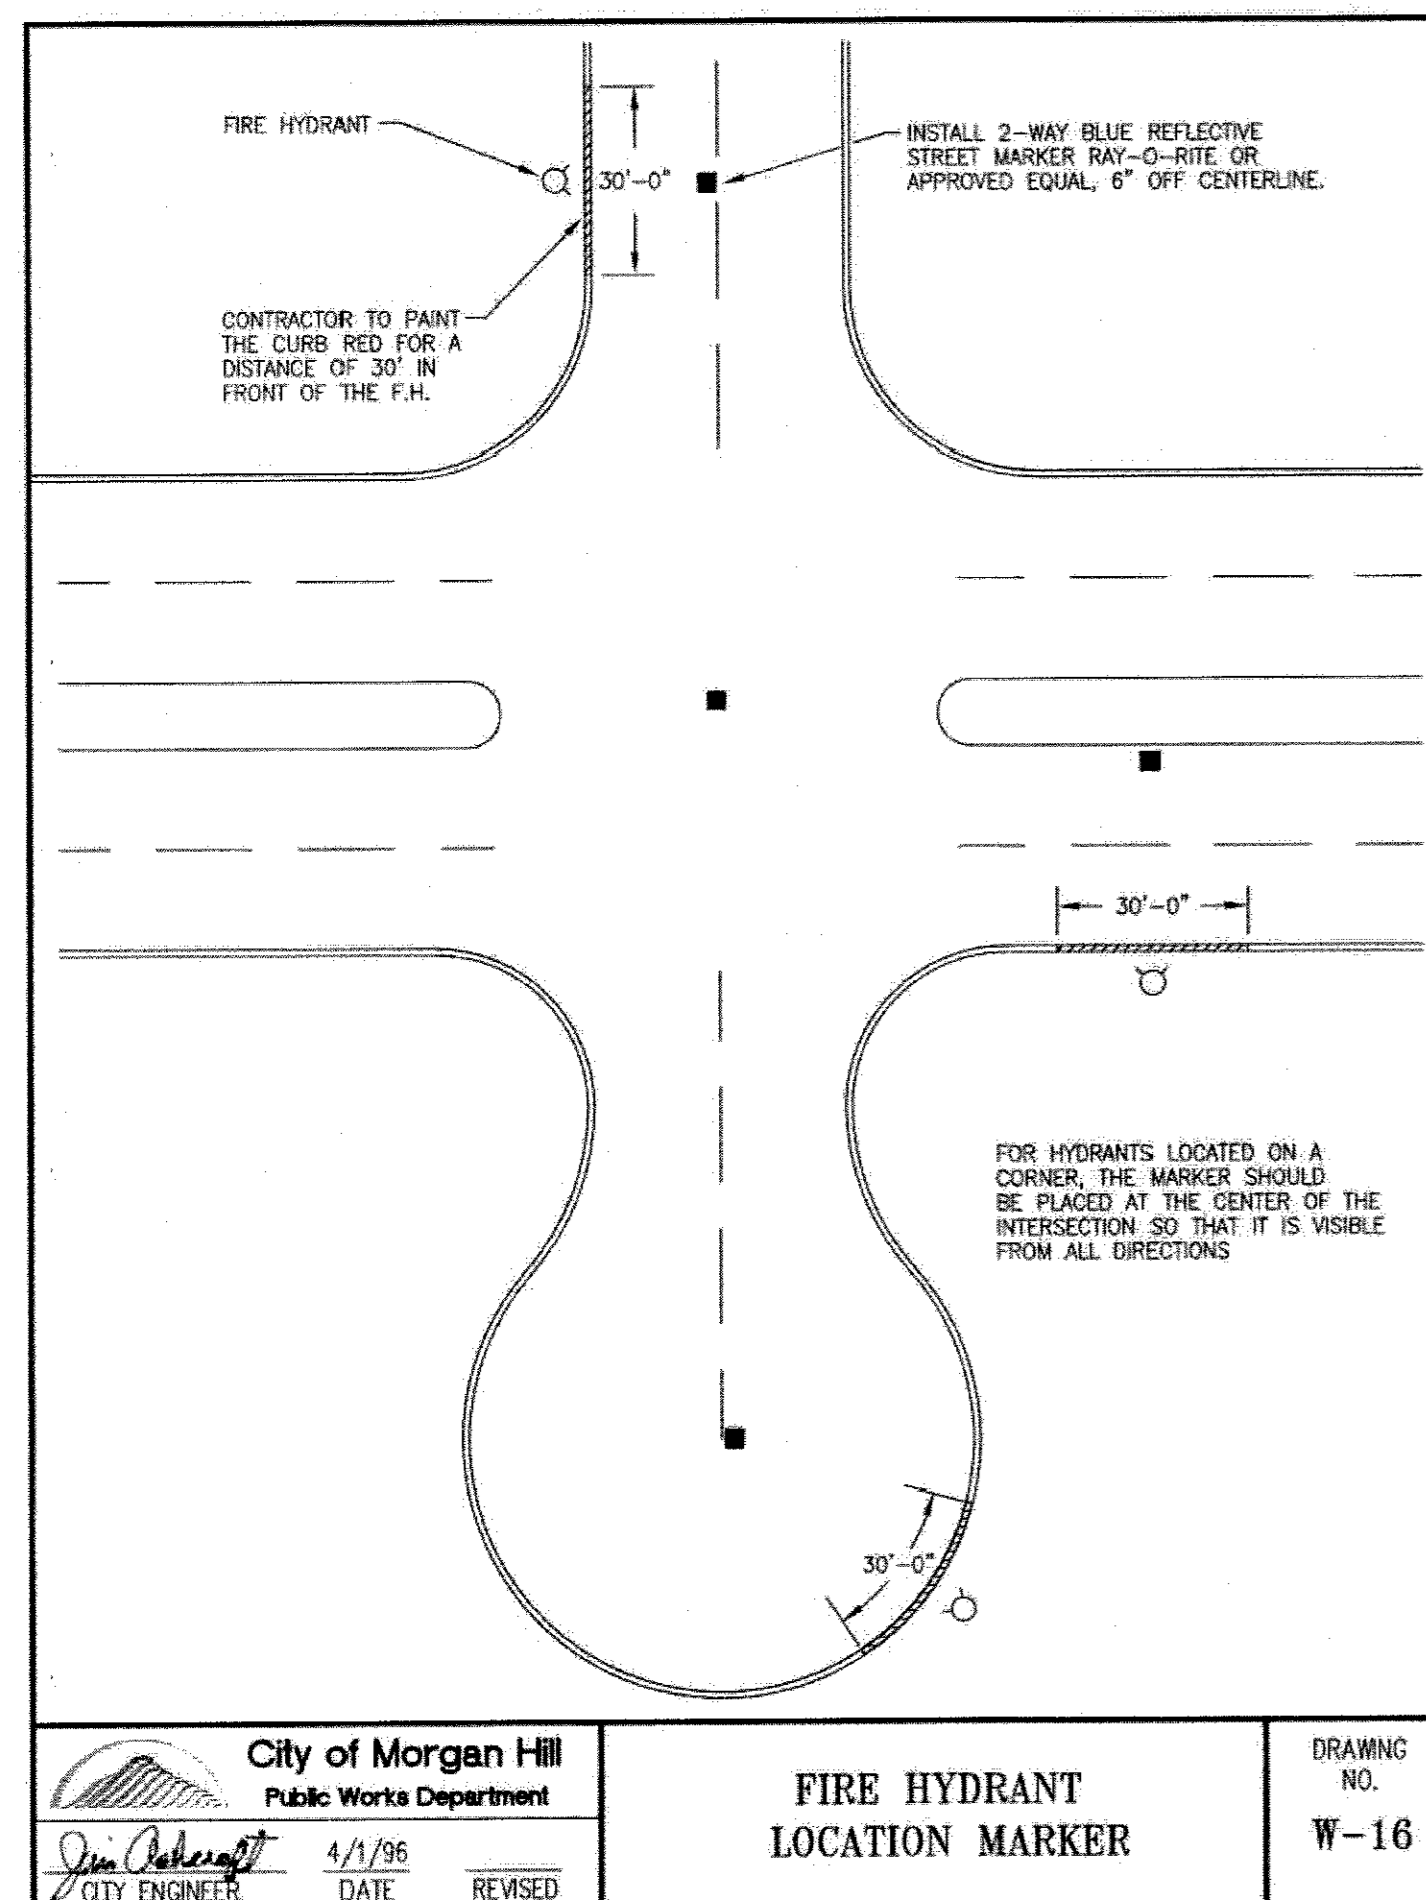 FIRE HYDRANT
30'-0"
INSTALL 2-WAY BLUE REFLECTIVE
STREET MARKER RAY-O-RITE OR
APPROVED EQUAL, 6" OFF CENTERLINE.
CONTRACTOR TO PAINT
THE CURB RED FOR A
DISTANCE OF 30' IN
FRONT OF THE F.H.
30'-0"
FOR HYDRANTS LOCATED ON A
CORNER, THE MARKER SHOULD
BE PLACED AT THE CENTER OF THE
INTERSECTION SO THAT IT IS VISIBLE
FROM ALL DIRECTIONS
30'-0"
City of Morgan Hill
Public Works Department
Jim Ashcraft
4/1/96
CITY ENGINEER
DATE
REVISED
FIRE HYDRANT
LOCATION MARKER
DRAWING
NO.
W-16